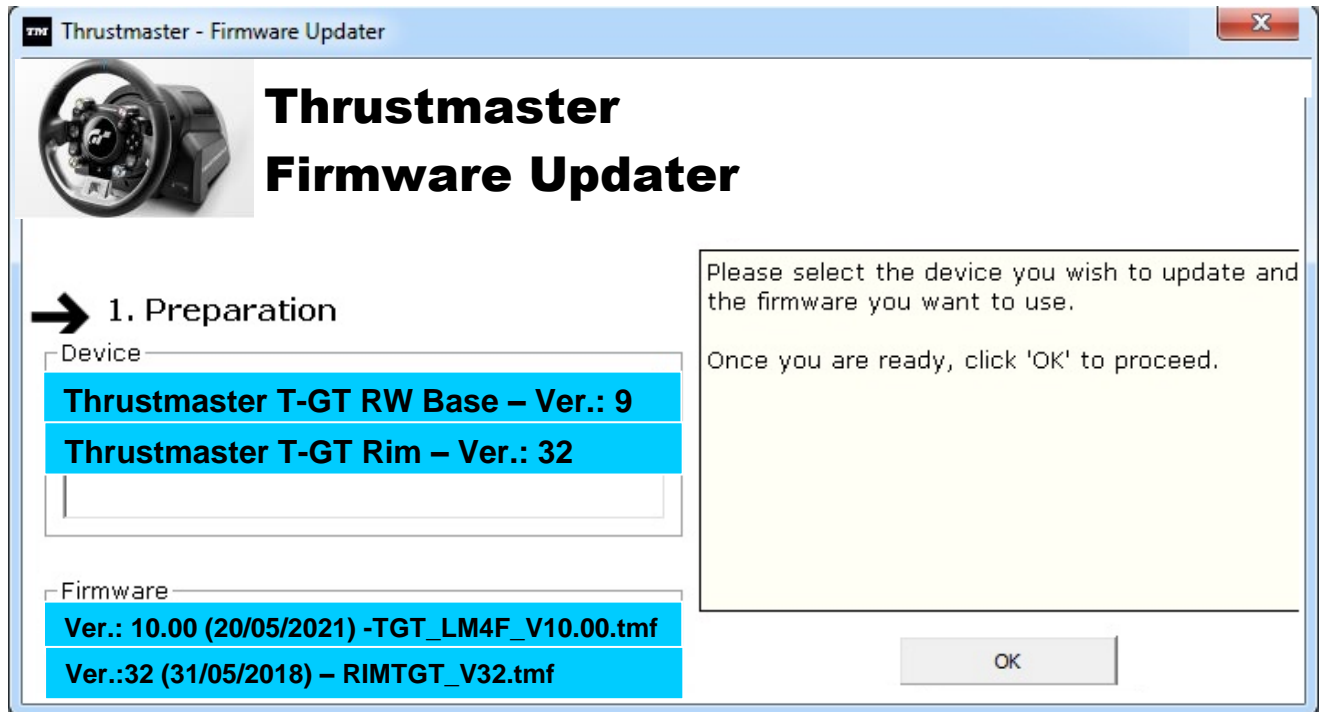 Thrustmaster - Firmware Updater
Thrustmaster
Firmware Updater
1. Preparation
Device
Thrustmaster T-GT RW Base – Ver.: 9
Thrustmaster T-GT Rim – Ver.: 32
Firmware
Ver.: 10.00 (20/05/2021) -TGT_LM4F_V10.00.tmf
Ver.:32 (31/05/2018) – RIMTGT_V32.tmf
Please select the device you wish to update and
the firmware you want to use.
Once you are ready, click 'OK' to proceed.
OK